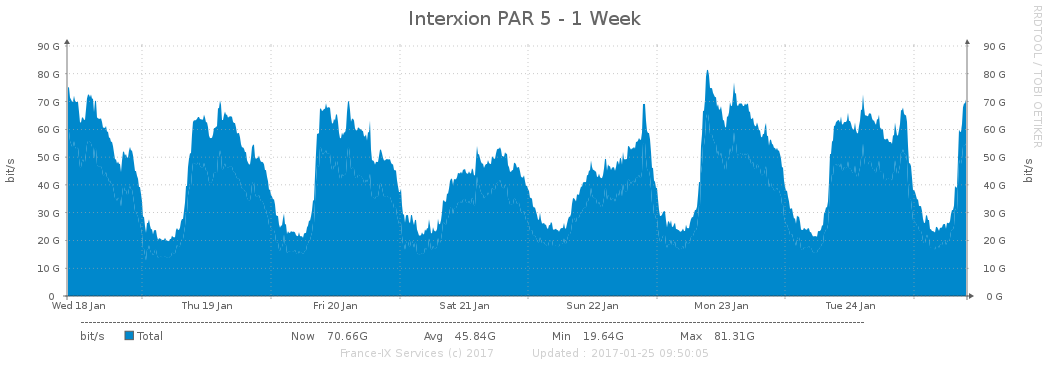 Interxion PAR 5 - 1 Week
RRDTOOL / TOBI OETIKER
90 G 90 G
80 G 80 G
70 G 70 G
60 G 60 G
50 G 50 G
40 G 40 G
30 G 30 G
20 G 20 G
10 G 10 G
0 0 G
bit/s
bit/s
Wed 18 Jan Thu 19 Jan Fri 20 Jan Sat 21 Jan Sun 22 Jan Mon 23 Jan Tue 24 Jan
bit/s Total Now 70.66G Avg 45.84G Min 19.64G Max 81.31G
France-IX Services (c) 2017 Updated : 2017-01-25 09:50:05